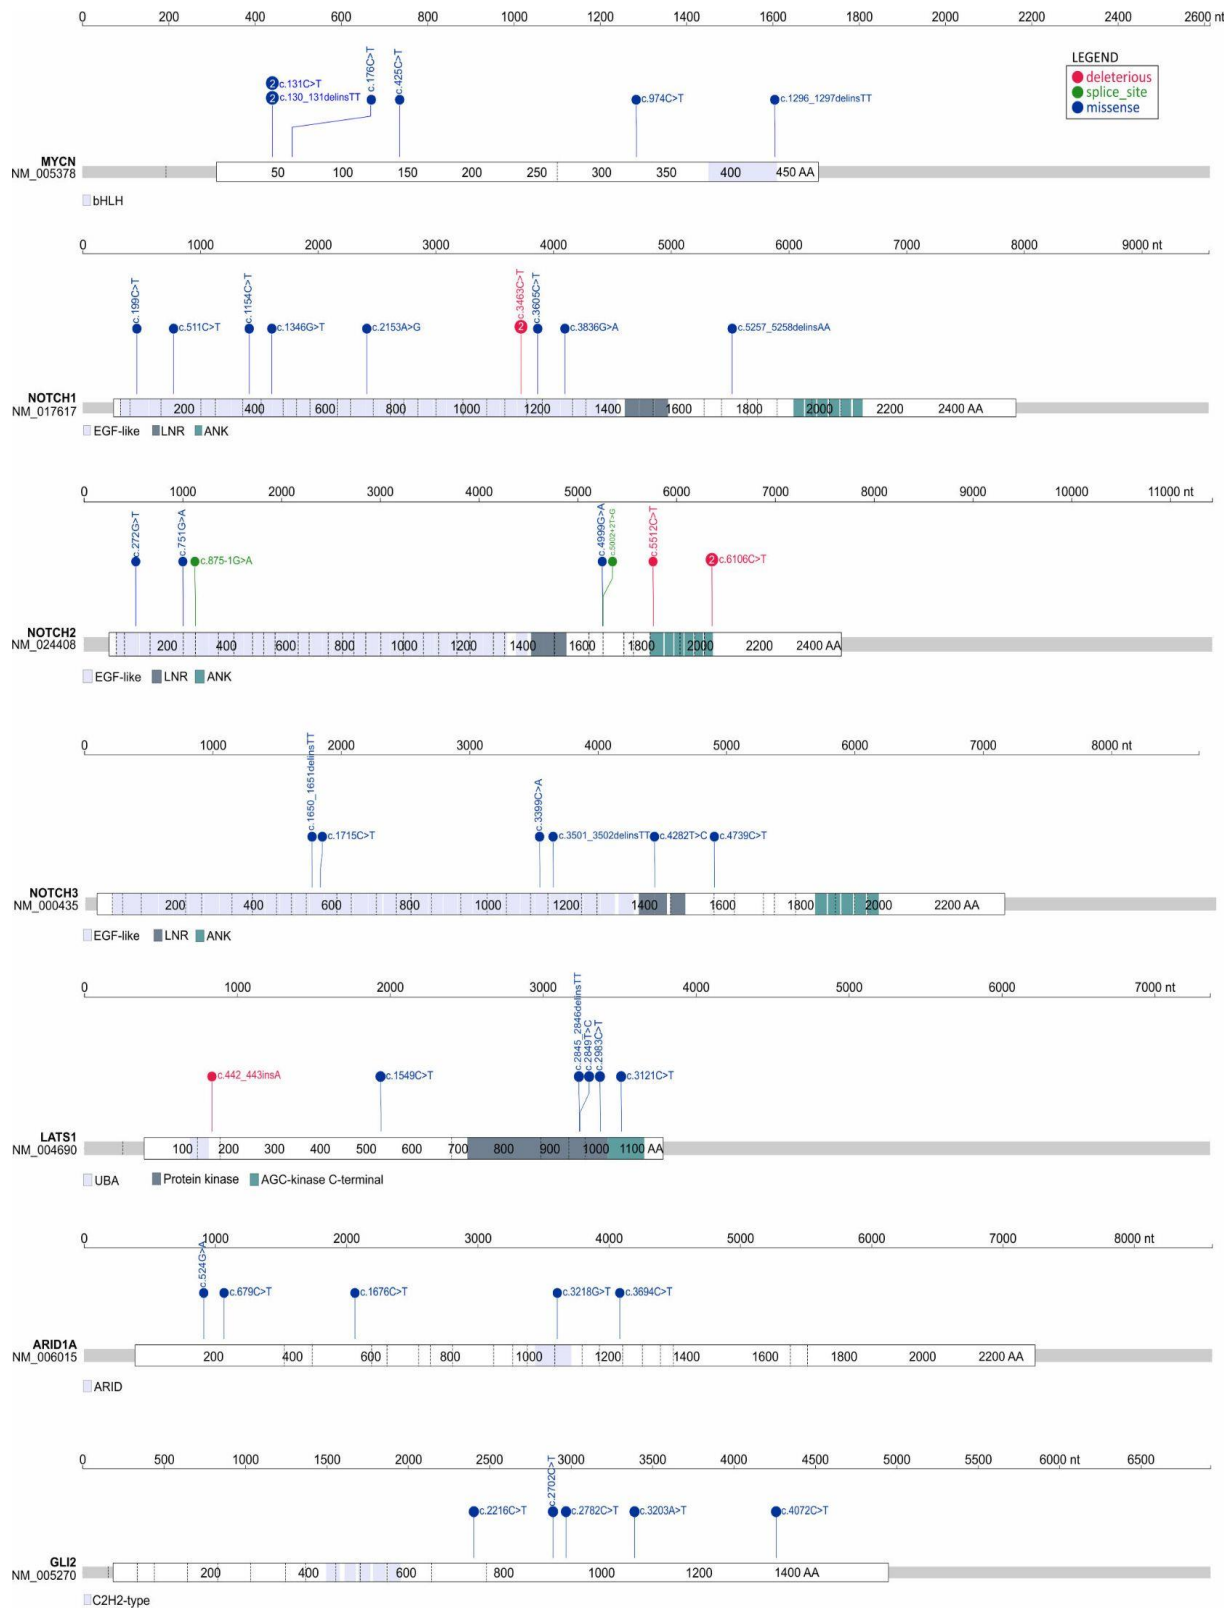 0 200 400 600 800 1000 1200 1400 1600 1800 2000 2200 2400 2600 nt
LEGEND
deleterious
splice_site
missense
2 c.131C>T
2 c.130_131delinsTT
c.176C>T
c.425C>T
c.974C>T
c.1296_1297delinsTT
MYCN
NM_005378
50 100 150 200 250 300 350 400 450 AA
bHLH
0 1000 2000 3000 4000 5000 6000 7000 8000 9000 nt
c.199C>T
c.511C>T
c.1154C>T
c.1346G>T
c.2153A>G
2 c.3463C>T
c.3605C>T
c.3836G>A
c.5257_5258delinsAA
NOTCH1
NM_017617
200 400 600 800 1000 1200 1400 1600 1800 2000 2200 2400 AA
EGF-like LNR ANK
0 1000 2000 3000 4000 5000 6000 7000 8000 9000 10000 11000 nt
c.272G>T
c.751G>A
c.875-1G>A
c.4999G>A
c.5002+2T>G
c.5512C>T
2 c.6106C>T
NOTCH2
NM_024408
200 400 600 800 1000 1200 1400 1600 1800 2000 2200 2400 AA
EGF-like LNR ANK
0 1000 2000 3000 4000 5000 6000 7000 8000 nt
c.1650_1651delinsTT
c.1715C>T
c.3399C>A
c.3501_3502delinsTT
c.4282T>C
c.4739C>T
NOTCH3
NM_000435
200 400 600 800 1000 1200 1400 1600 1800 2000 2200 AA
EGF-like LNR ANK
0 1000 2000 3000 4000 5000 6000 7000 nt
c.442_443insA
c.1549C>T
c.2845_2846delinsTT
c.2849T>C
c.2983C>T
c.3121C>T
LATS1
NM_004690
100 200 300 400 500 600 700 800 900 1000 1100 AA
UBA Protein kinase AGC-kinase C-terminal
0 1000 2000 3000 4000 5000 6000 7000 8000 nt
c.524G>A
c.679C>T
c.1676C>T
c.3218G>T
c.3694C>T
ARID1A
NM_006015
200 400 600 800 1000 1200 1400 1600 1800 2000 2200 AA
ARID
0 500 1000 1500 2000 2500 3000 3500 4000 4500 5000 5500 6000 nt 6500
c.2216C>T
c.2702C>T
c.2782C>T
c.3203A>T
c.4072C>T
GLI2
NM_005270
200 400 600 800 1000 1200 1400 AA
C2H2-type